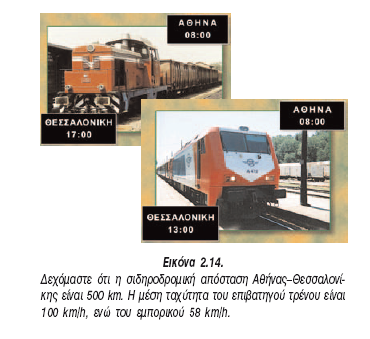 ΑΘΗΝΑ
08:00
ΘΕΣΣΑΛΟΝΙΚΗ
17:00
ΑΘΗΝΑ
08:00
ΘΕΣΣΑΛΟΝΙΚΗ
13:00
Εικόνα 2.14.
Δεχόμαστε ότι η σιδηροδρομική απόσταση Αθήνας–Θεσσαλονί-
κης είναι 500 km. Η μέση ταχύτητα του επιβατηγού τρένου είναι
100 km/h, ενώ του εμπορικού 58 km/h.